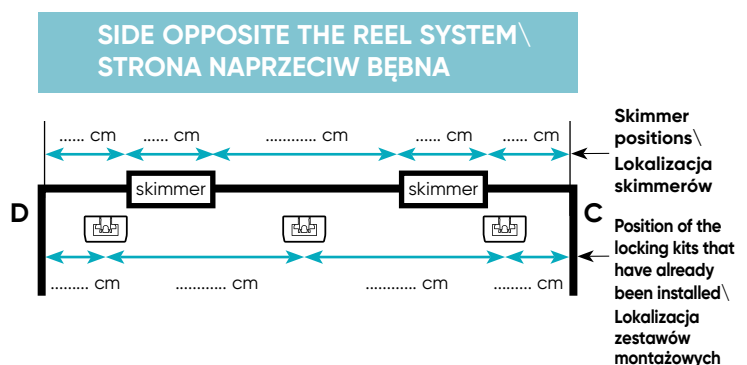 SIDE OPPOSITE THE REEL SYSTEM\
STRONA NAPRZECIW BĘBNA
...... cm ...... cm ............ cm ...... cm ...... cm
Skimmer
positions\
Lokalizacja
skimmerów
skimmer skimmer
D C
Position of the
locking kits that
have already
been installed\
Lokalizacja
zestawów
montażowych
.......... cm ............ cm ............ cm .......... cm